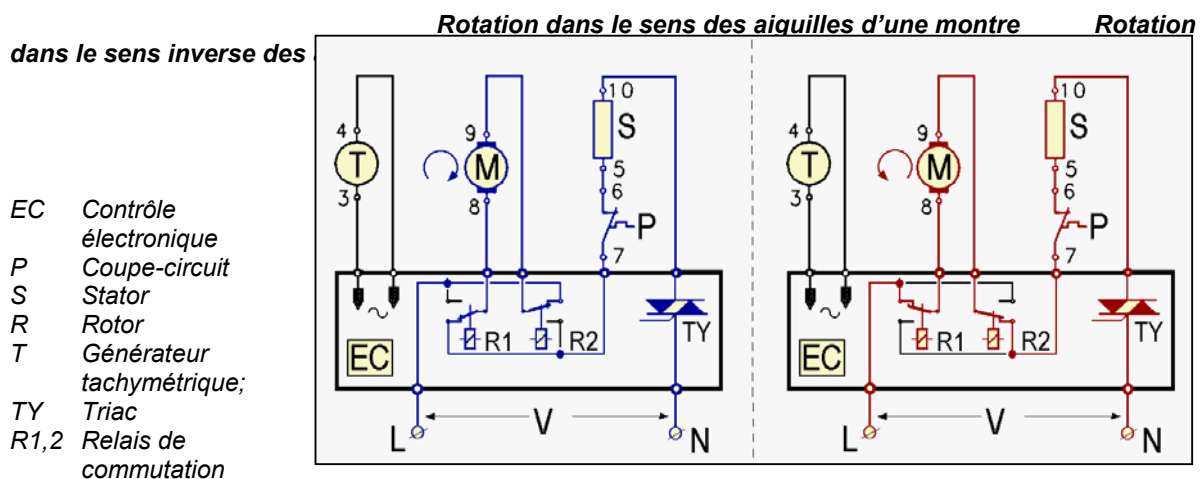 Rotation dans le sens des aiguilles d’une montre Rotation
dans le sens inverse des
EC Contrôle
électronique
P Coupe-circuit
S Stator
R Rotor
T Générateur
tachymétrique;
TY Triac
R1,2 Relais de
commutation
10
4 9 S
T M 5
6
3 8 P
7
R1 R2 TY
EC
V
L N
10
4 9 S
T M 5
6
3 8 P
7
R1 R2 TY
EC
V
L N